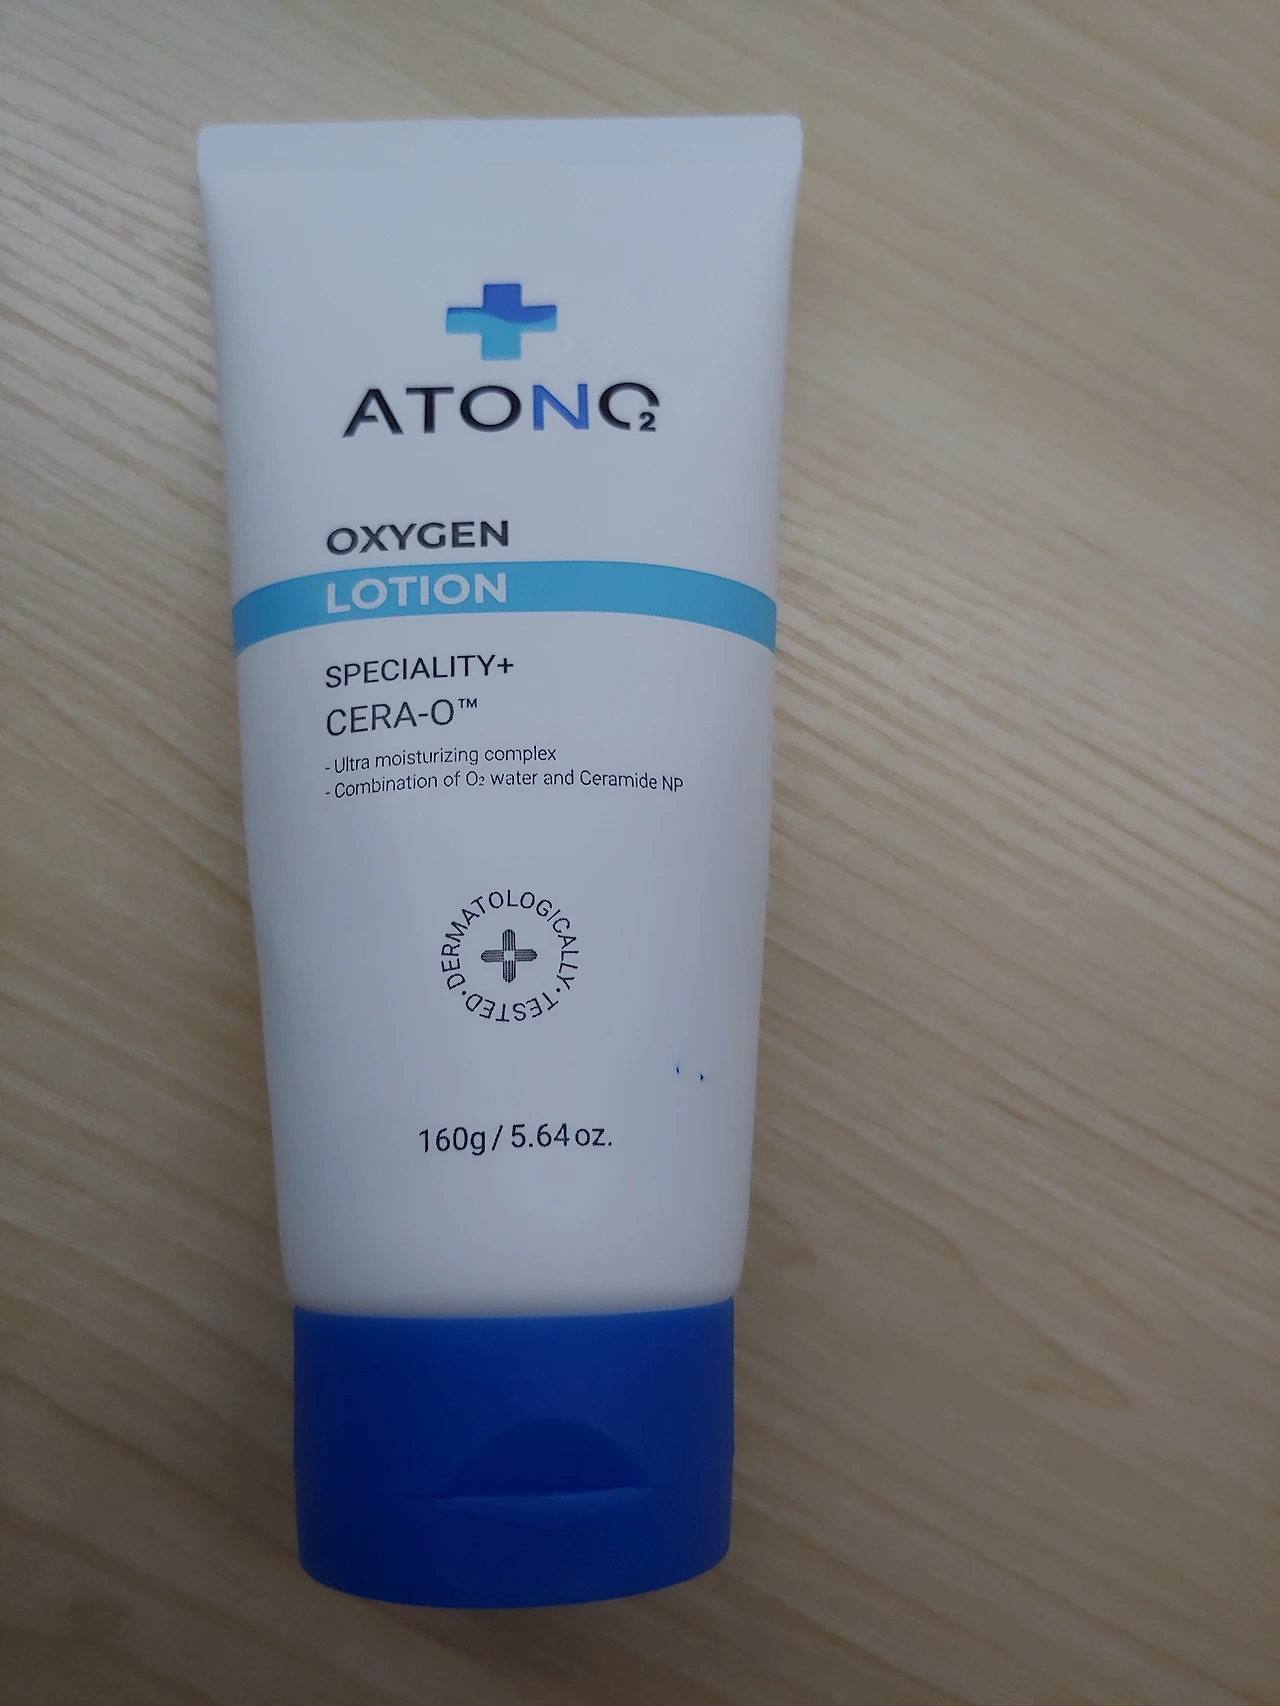 ATONO2
OXYGEN
LOTION
SPECIALITY+
CERA-O™
- Ultra moisturizing complex
- Combination of O₂ water and Ceramide NP
DERMATOLOGICALLY · TESTED ·
160g / 5.64 oz.